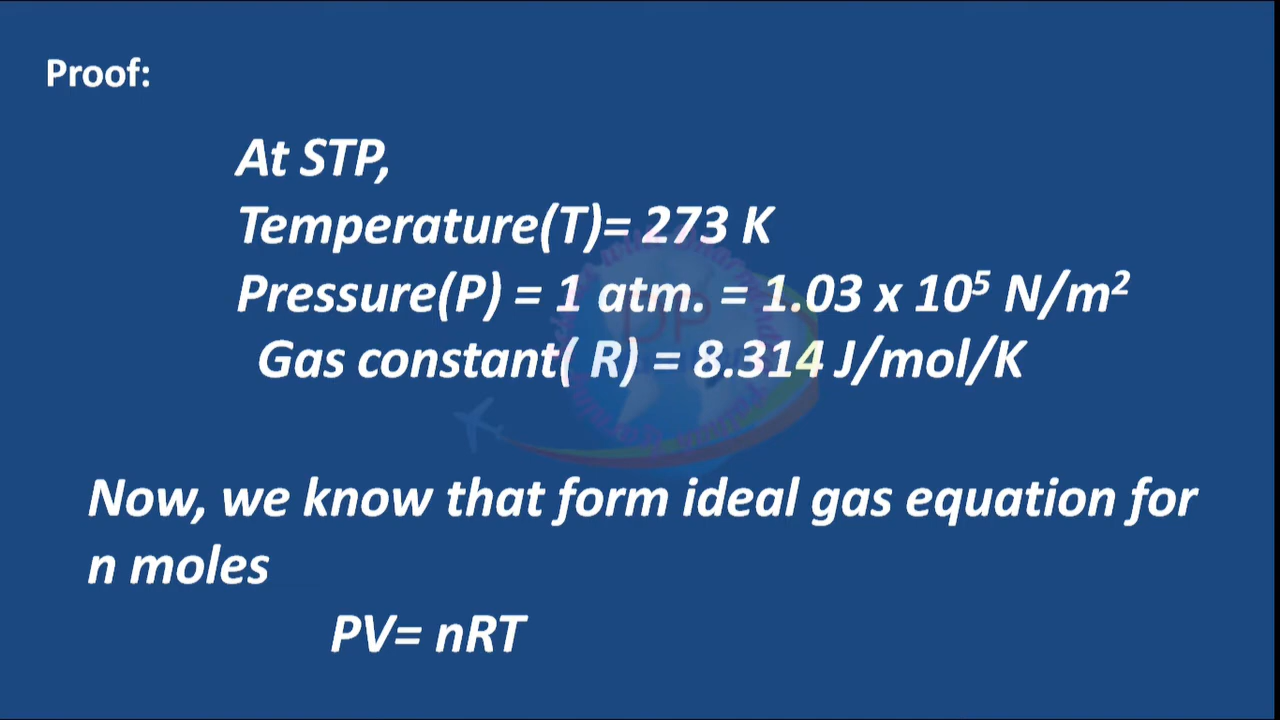 Proof:
At STP,
Temperature(T)= 273 K
Pressure(P) = 1 atm. = 1.03 x 10⁵ N/m²
Gas constant( R) = 8.314 J/mol/K
Now, we know that form ideal gas equation for
n moles
PV= nRT